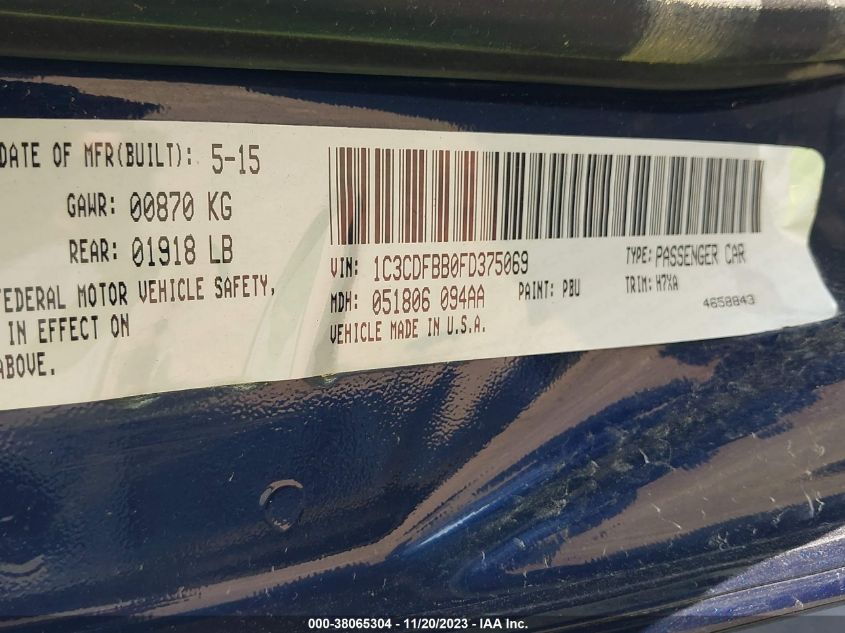 DATE OF MFR(BUILT): 5-15
GAWR: 00870 KG
REAR: 01918 LB
FEDERAL MOTOR VEHICLE SAFETY,
IN EFFECT ON
ABOVE.
VIN: 1C3CDFBB0FD375069
TYPE: PASSENGER CAR
MDH: 051806 094AA
PAINT: PBU
TRIM: H7XA
VEHICLE MADE IN U.S.A.
4658843
000-38065304 - 11/20/2023 - IAA Inc.